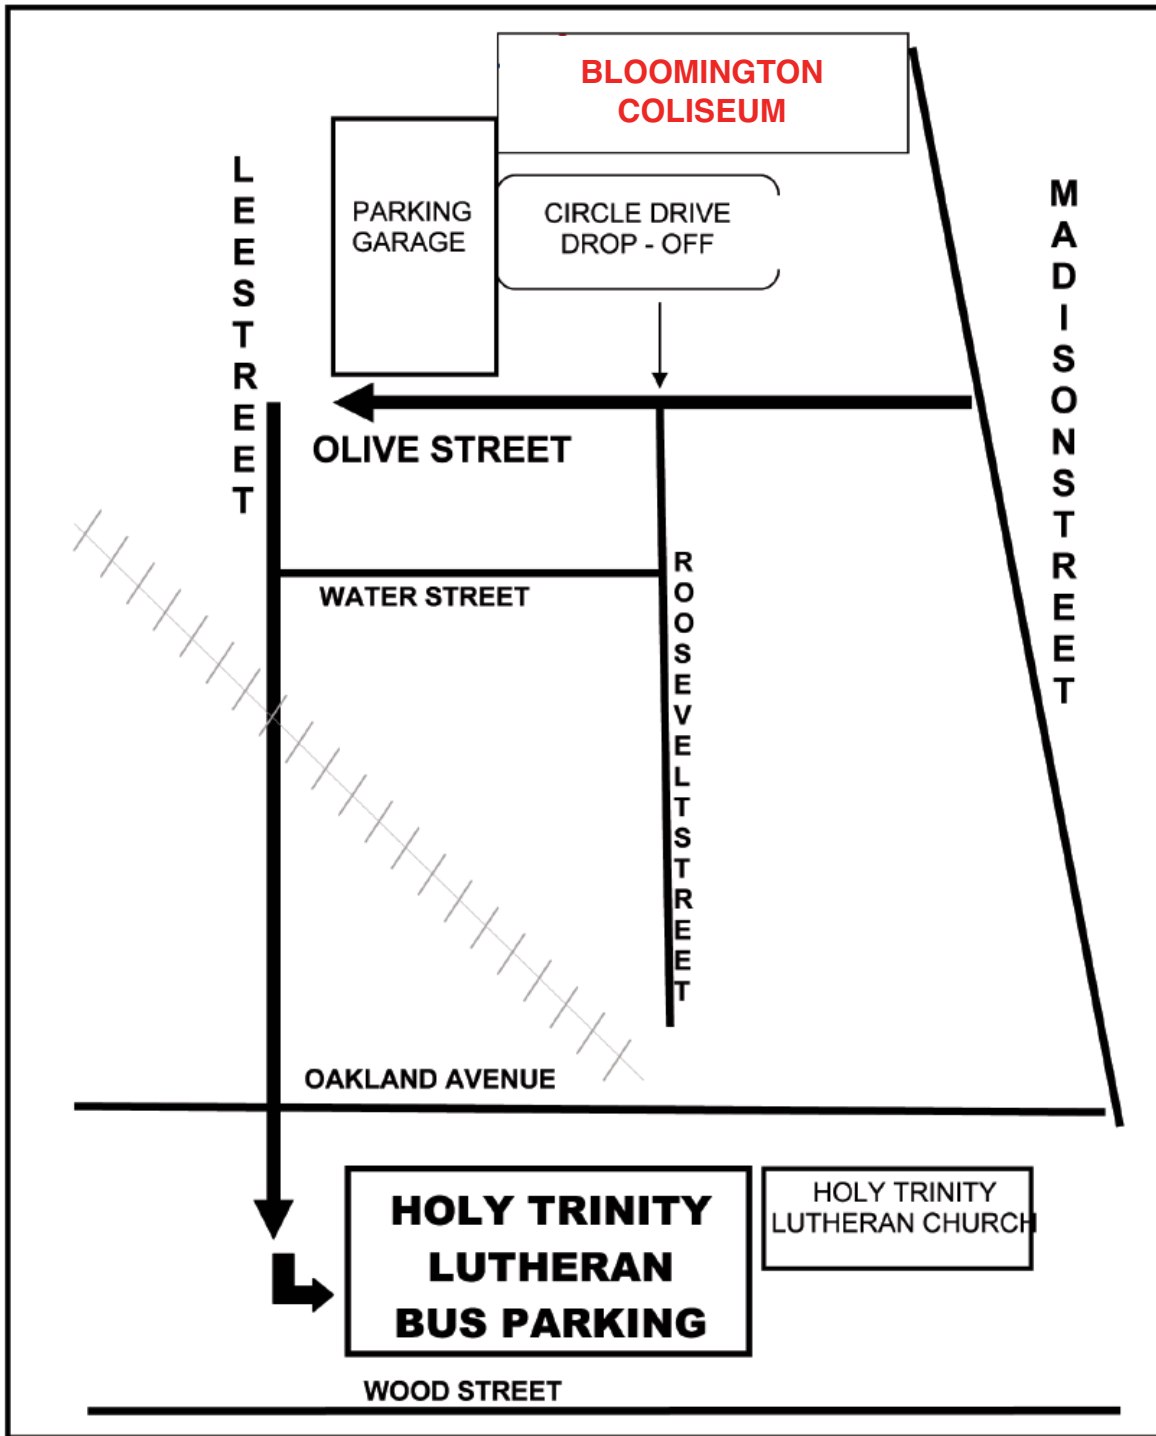 BLOOMINGTON
COLISEUM
LEE STREET
PARKING
GARAGE
CIRCLE DRIVE
DROP - OFF
MADISON STREET
OLIVE STREET
WATER STREET
ROOSEVELT STREET
OAKLAND AVENUE
HOLY TRINITY
LUTHERAN
BUS PARKING
HOLY TRINITY
LUTHERAN CHURCH
WOOD STREET